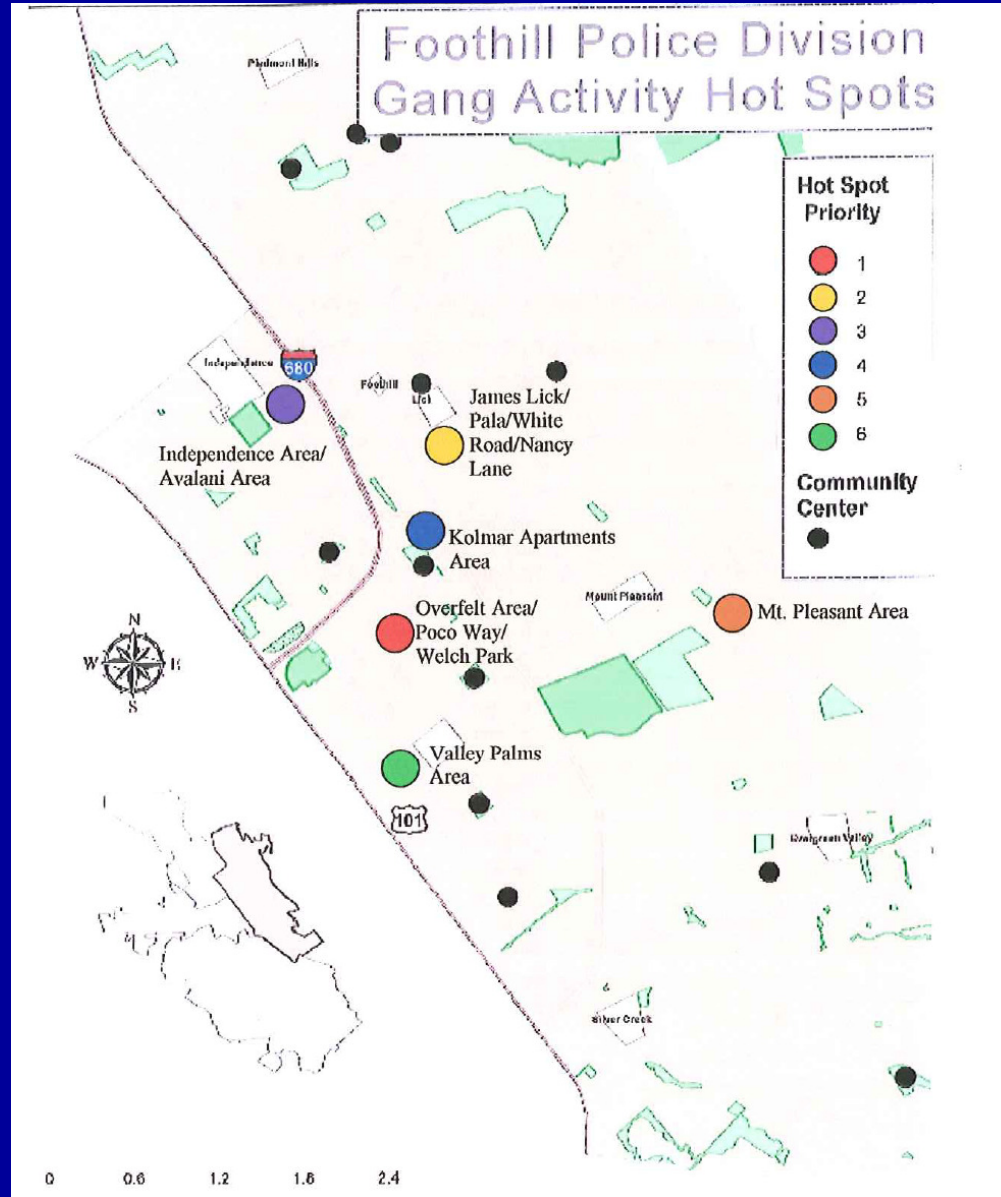 Foothill Police Division
Gang Activity Hot Spots
Piedmont Hills
Hot Spot
Priority
1
2
3
4
5
6
Community
Center
Independence
680
Foothill
Lick
James Lick/
Pala/White
Road/Nancy
Lane
Independence Area/
Avalani Area
Kolmar Apartments
Area
Mount Pleasant
Mt. Pleasant Area
Overfelt Area/
Poco Way/
Welch Park
N
W
E
S
Valley Palms
Area
101
Evergreen Valley
Silver Creek
0 0.6 1.2 1.8 2.4